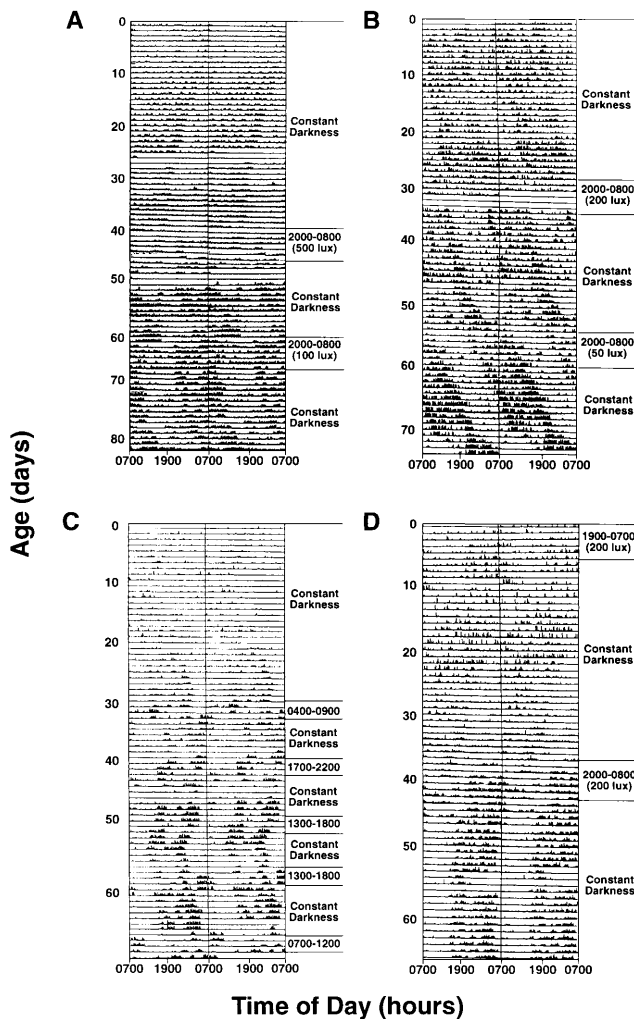 A
0
10
20
30
40
50
60
70
80
0700 1900 0700 1900 0700
Constant
Darkness
2000-0800
(500 lux)
Constant
Darkness
2000-0800
(100 lux)
Constant
Darkness
B
0
10
20
30
40
50
60
70
0700 1900 0700 1900 0700
Constant
Darkness
2000-0800
(200 lux)
Constant
Darkness
2000-0800
(50 lux)
Constant
Darkness
Age (days)
C
0
10
20
30
40
50
60
0700 1900 0700 1900 0700
Constant
Darkness
0400-0900
Constant
Darkness
1700-2200
Constant
Darkness
1300-1800
Constant
Darkness
1300-1800
Constant
Darkness
0700-1200
D
0
10
20
30
40
50
60
0700 1900 0700 1900 0700
1900-0700
(200 lux)
Constant
Darkness
2000-0800
(200 lux)
Constant
Darkness
Time of Day (hours)